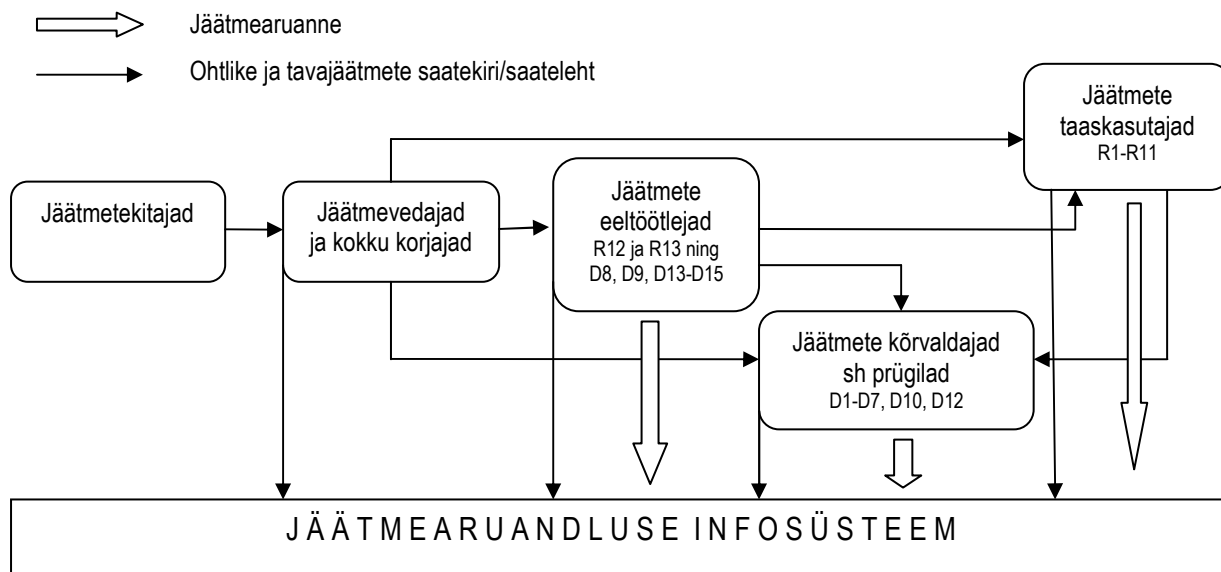 Jäätmearuanne
Ohtlike ja tavajäätmete saatekiri/saateleht
Jäätmete
taaskasutajad
R1-R11
Jäätmetekitajad
Jäätmevedajad
ja kokku korjajad
Jäätmete
eeltöötlejad
R12 ja R13 ning
D8, D9, D13-D15
Jäätmete kõrvaldajad
sh prügilad
D1-D7, D10, D12
JÄÄTMEARUANDLUSE INFOSÜSTEEM